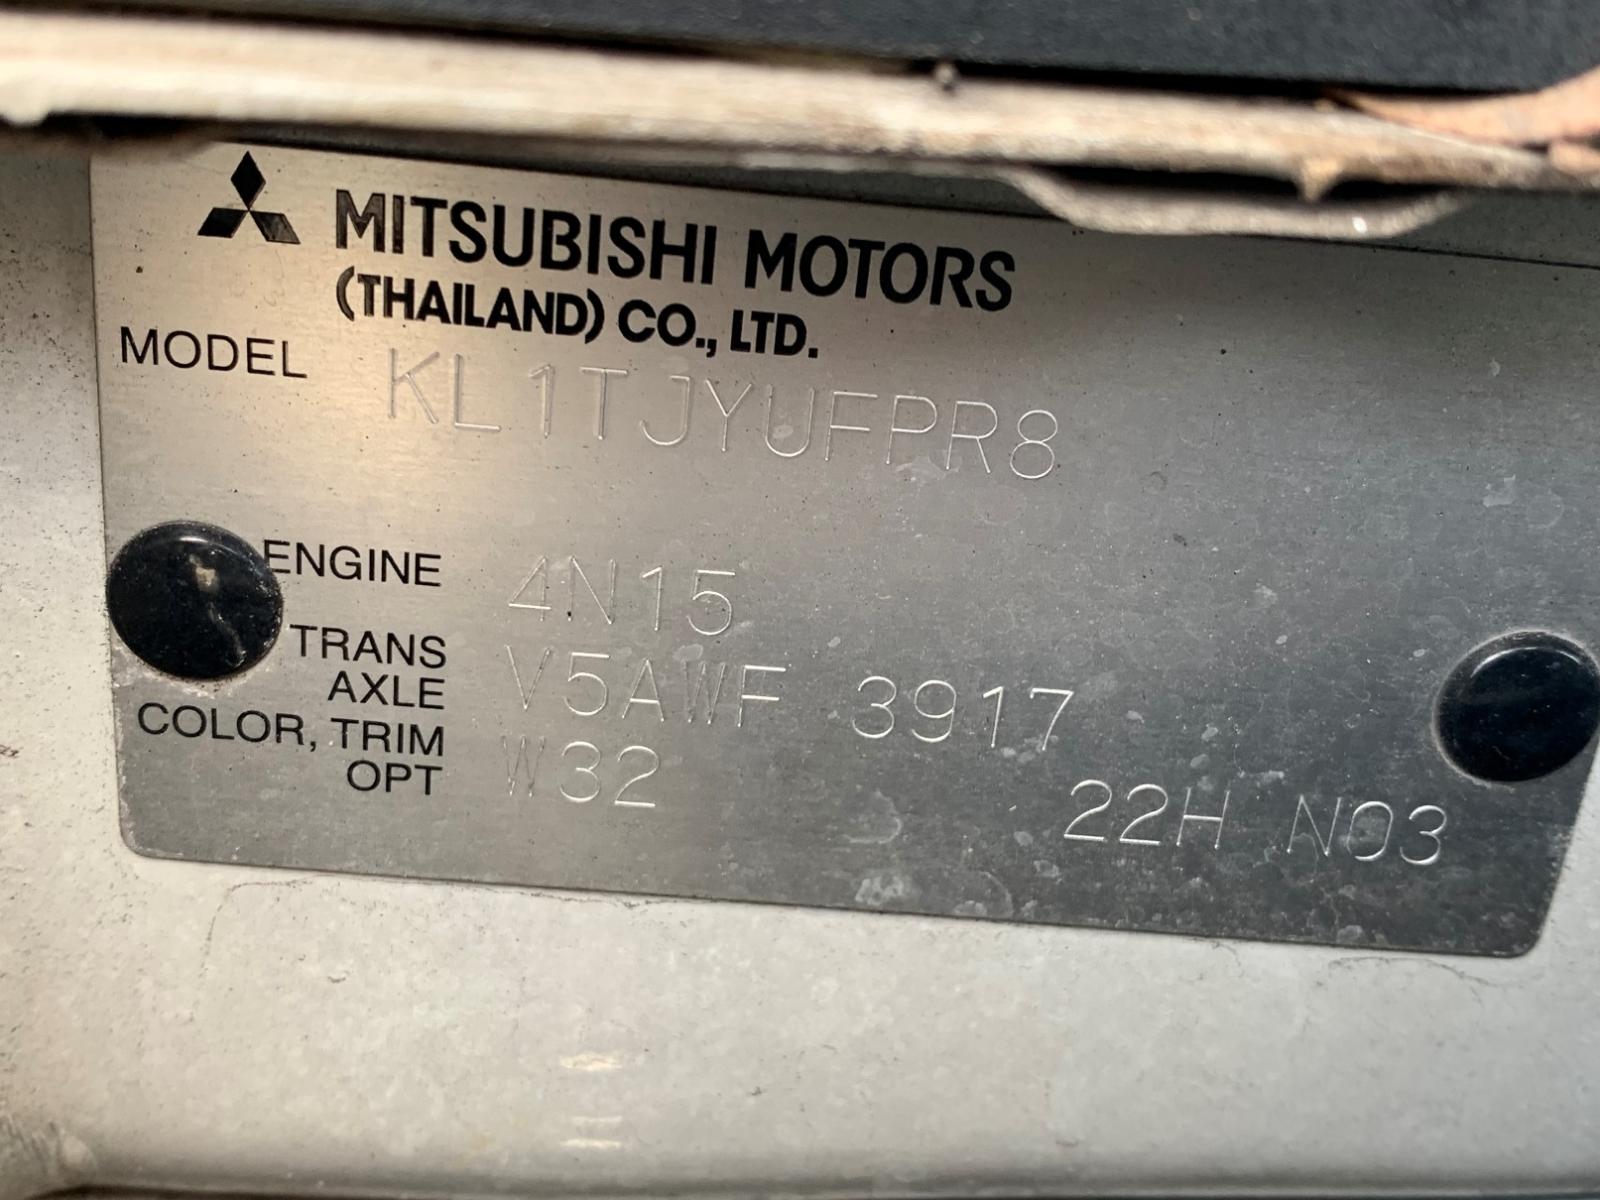 MITSUBISHI MOTORS
(THAILAND) CO., LTD.
MODEL KL1TJYUFPR8
ENGINE 4N15
TRANS
AXLE V5AWF 3917
COLOR, TRIM
OPT W32 22H N03